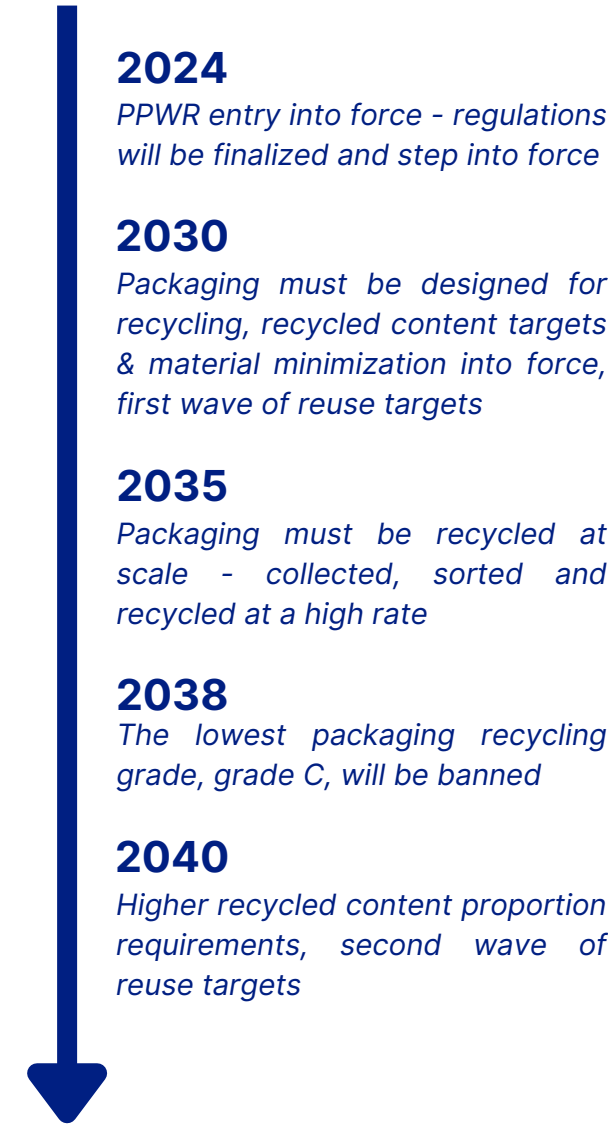 2024
PPWR entry into force - regulations
will be finalized and step into force
2030
Packaging must be designed for
recycling, recycled content targets
& material minimization into force,
first wave of reuse targets
2035
Packaging must be recycled at
scale - collected, sorted and
recycled at a high rate
2038
The lowest packaging recycling
grade, grade C, will be banned
2040
Higher recycled content proportion
requirements, second wave of
reuse targets